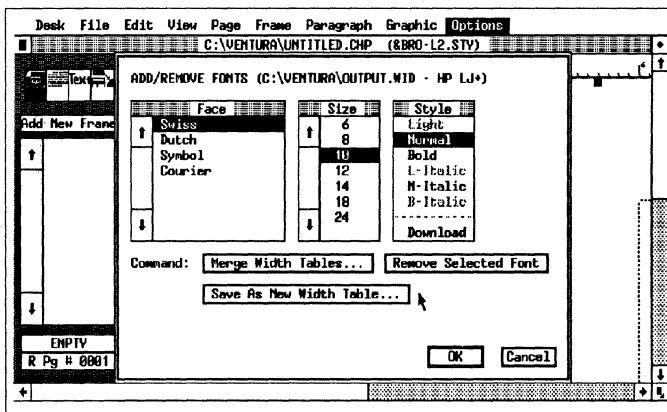 Desk File Edit View Page Frame Paragraph Graphic Options
C:\VENTURA\UNTITLED.CHP (&BRO-L2.STY)
Text
ADD/REMOVE FONTS (C:\VENTURA\OUTPUT.WID - HP LJ+)
Add New Frame
Face Size Style
Swiss 6 Light
Dutch 8 Normal
Symbol 10 Bold
Courier 12 L-Italic
14 N-Italic
18 B-Italic
24
Download
Command: Merge Width Tables... Remove Selected Font
Save As New Width Table...
EMPTY
R Pg # 0001
OK Cancel